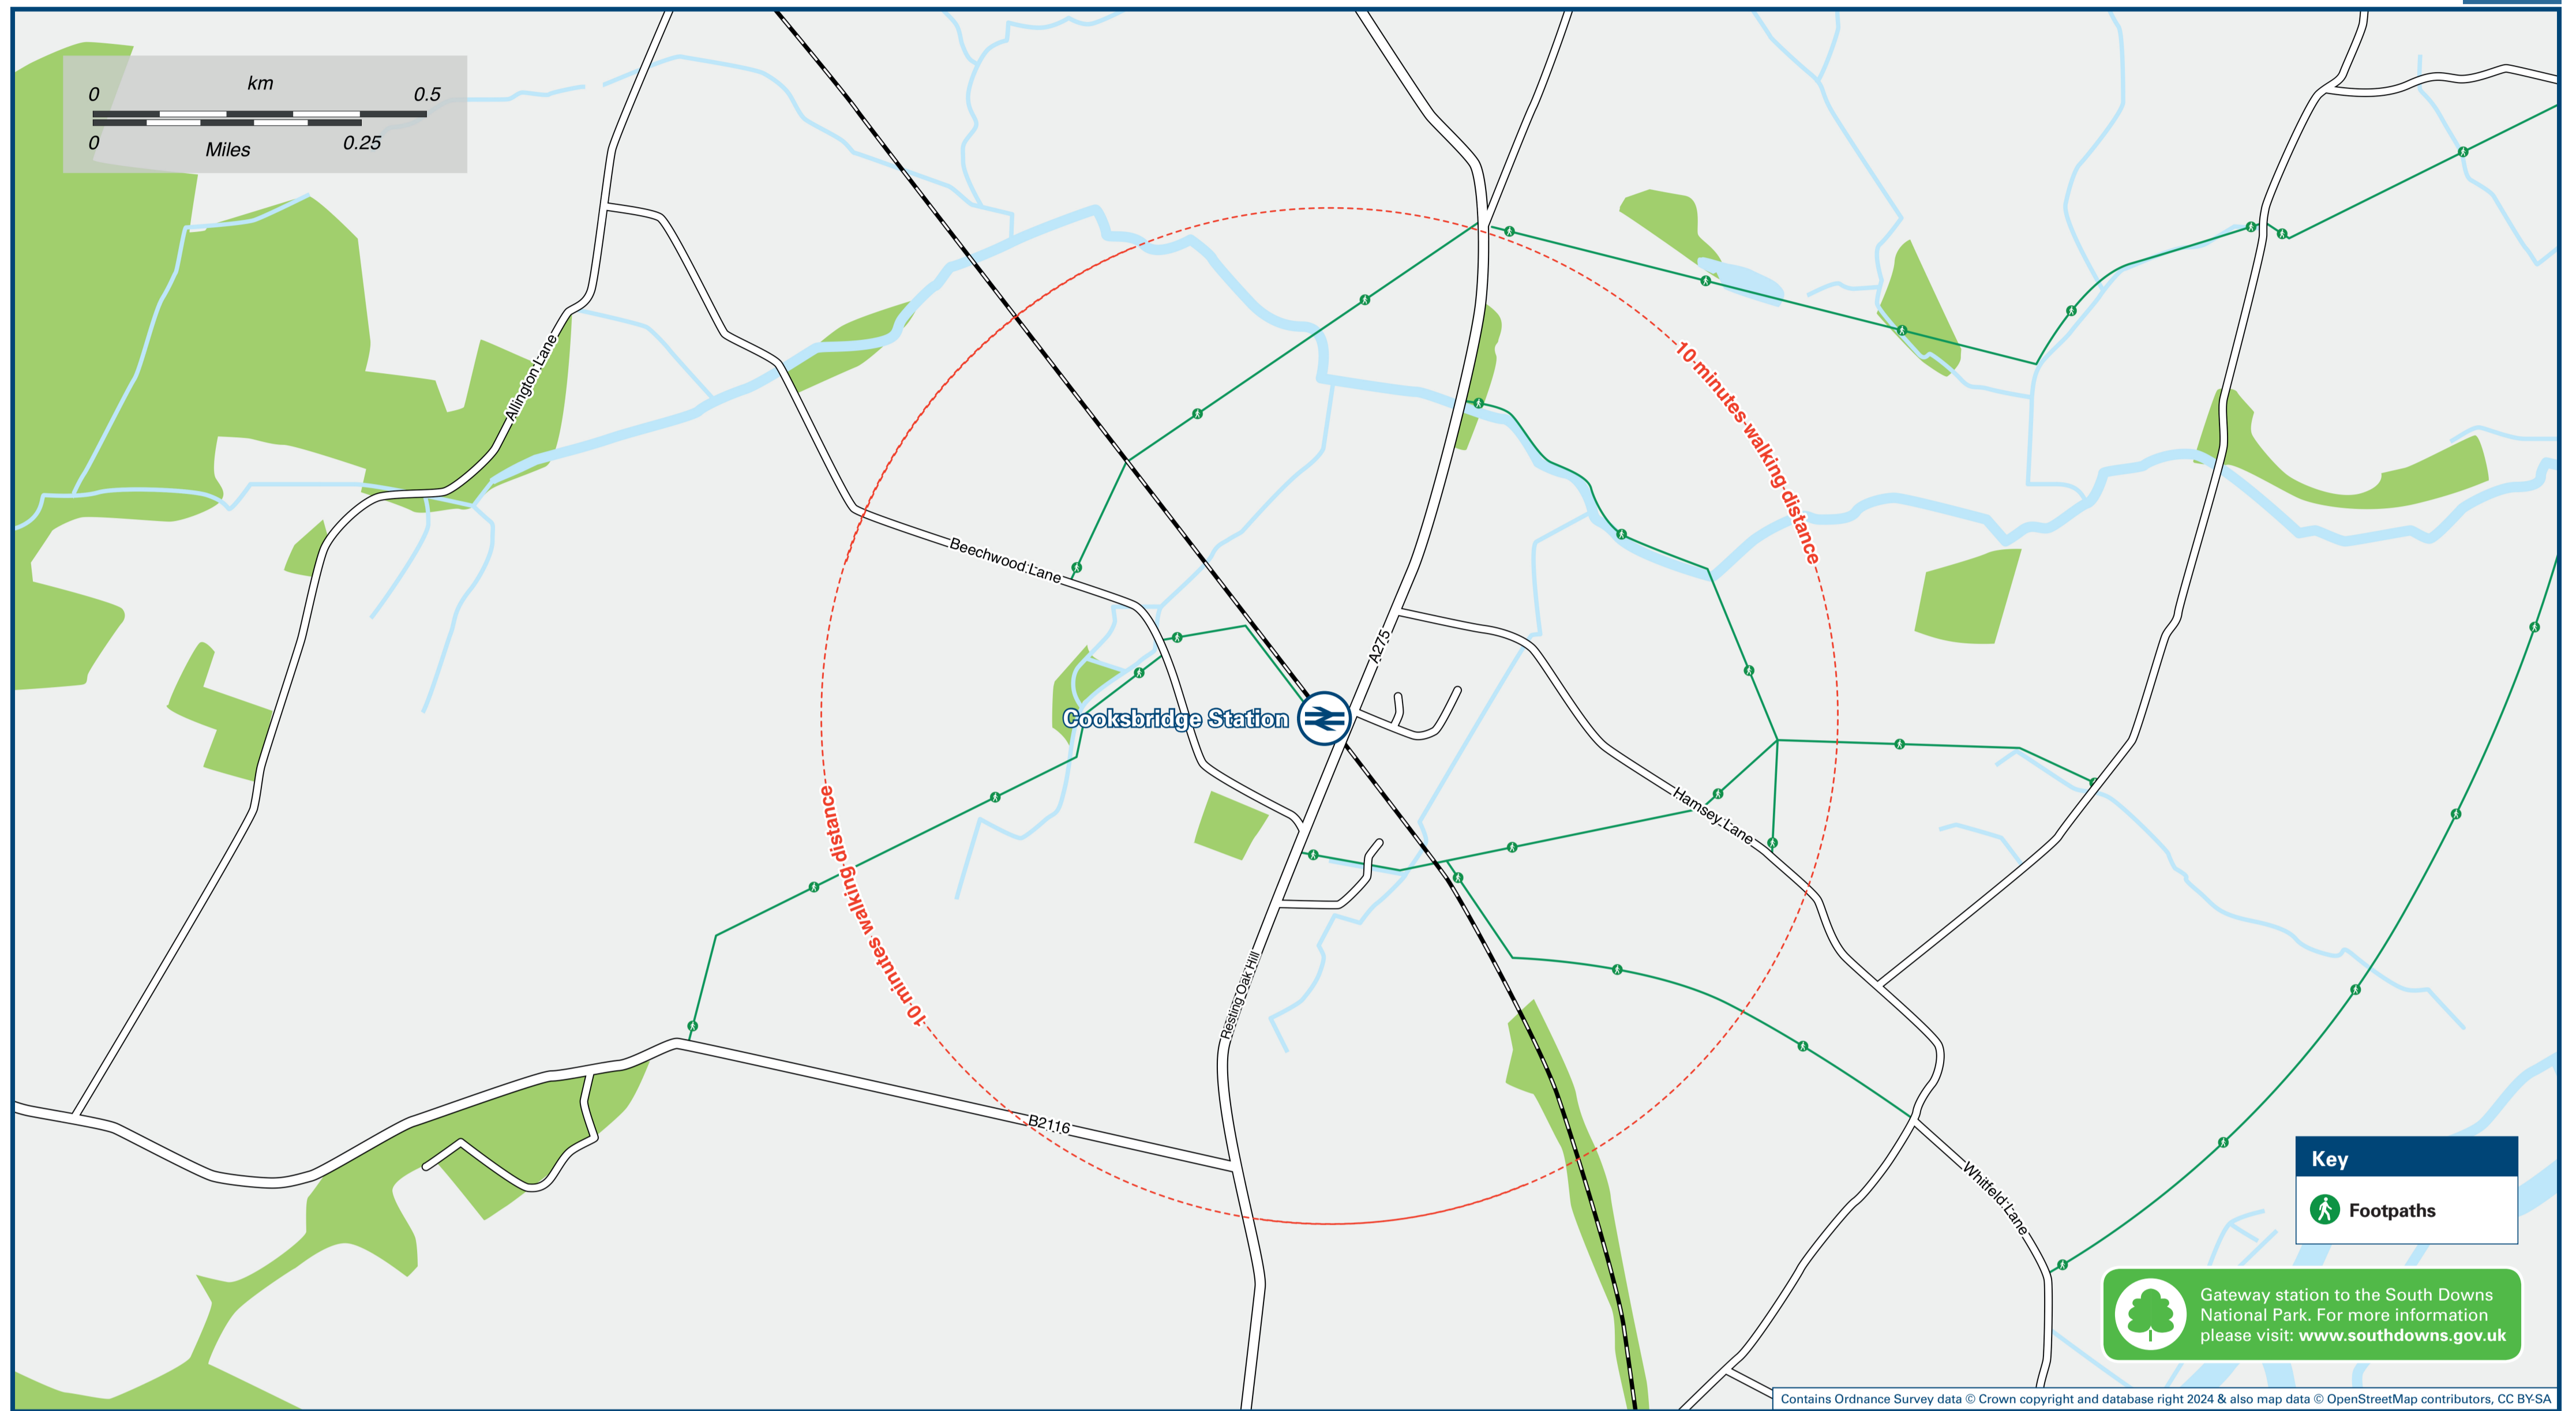 km
0 0.5
0 0.25
Miles
Allington Lane
10 minutes walking distance
Beechwood Lane
A275
Cooksbridge Station
Hamsey Lane
10 minutes walking distance
Resting Oak Hill
B2116
Whitfeld Lane
Key
Footpaths
Gateway station to the South Downs
National Park. For more information
please visit: www.southdowns.gov.uk
Contains Ordnance Survey data © Crown copyright and database right 2024 & also map data © OpenStreetMap contributors, CC BY-SA